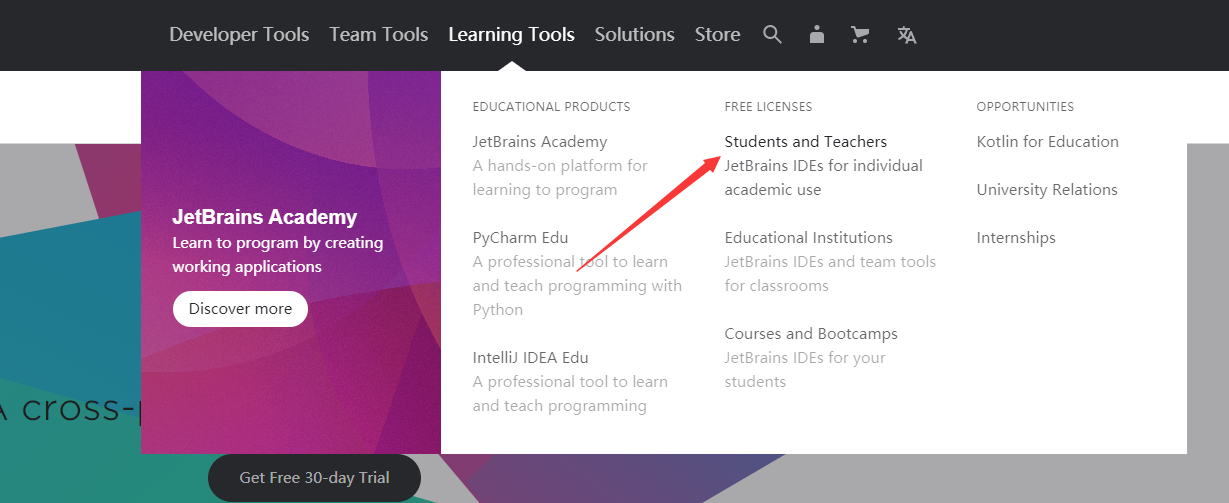 Developer Tools Team Tools Learning Tools Solutions Store
JetBrains Academy
Learn to program by creating
working applications
Discover more
EDUCATIONAL PRODUCTS
JetBrains Academy
A hands-on platform for
learning to program
PyCharm Edu
A professional tool to learn
and teach programming with
Python
IntelliJ IDEA Edu
A professional tool to learn
and teach programming
FREE LICENSES
Students and Teachers
JetBrains IDEs for individual
academic use
Educational Institutions
JetBrains IDEs and team tools
for classrooms
Courses and Bootcamps
JetBrains IDEs for your
students
OPPORTUNITIES
Kotlin for Education
University Relations
Internships
A cross-
Get Free 30-day Trial